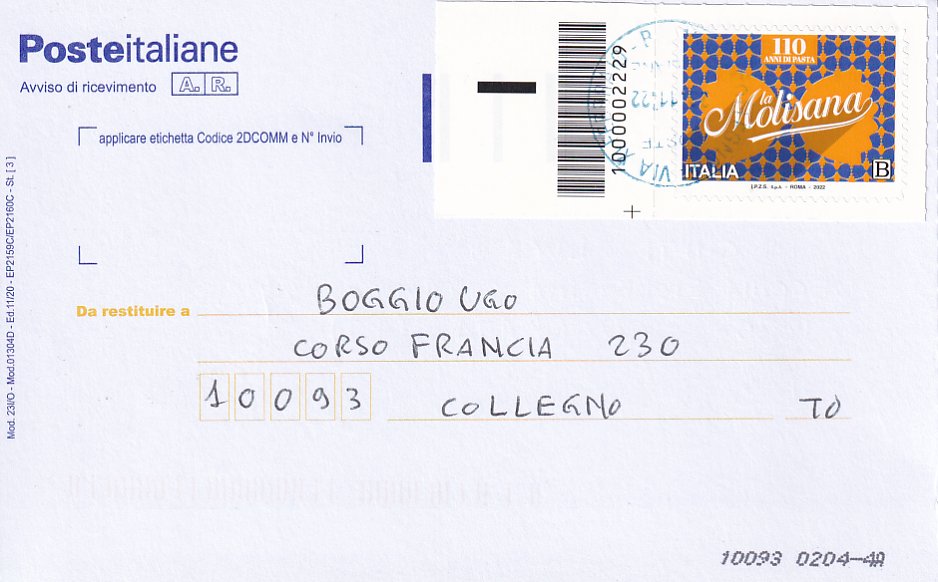 Posteitaliane
Avviso di ricevimento A. R.
applicare etichetta Codice 2DCOMM e N° Invio
100002229
110
ANNI DI PASTA
la
Molisana
ITALIA B
I.P.Z.S. S.p.A. - ROMA - 2022
VIA
Da restituire a BOGGIO UGO
CORSO FRANCIA 230
10093 COLLEGNO TO
Mod. 23I/O - Mod.01304D - Ed.11/20 - EP2159C/EP2160C - St. [ 3 ]
10093 0204-4A